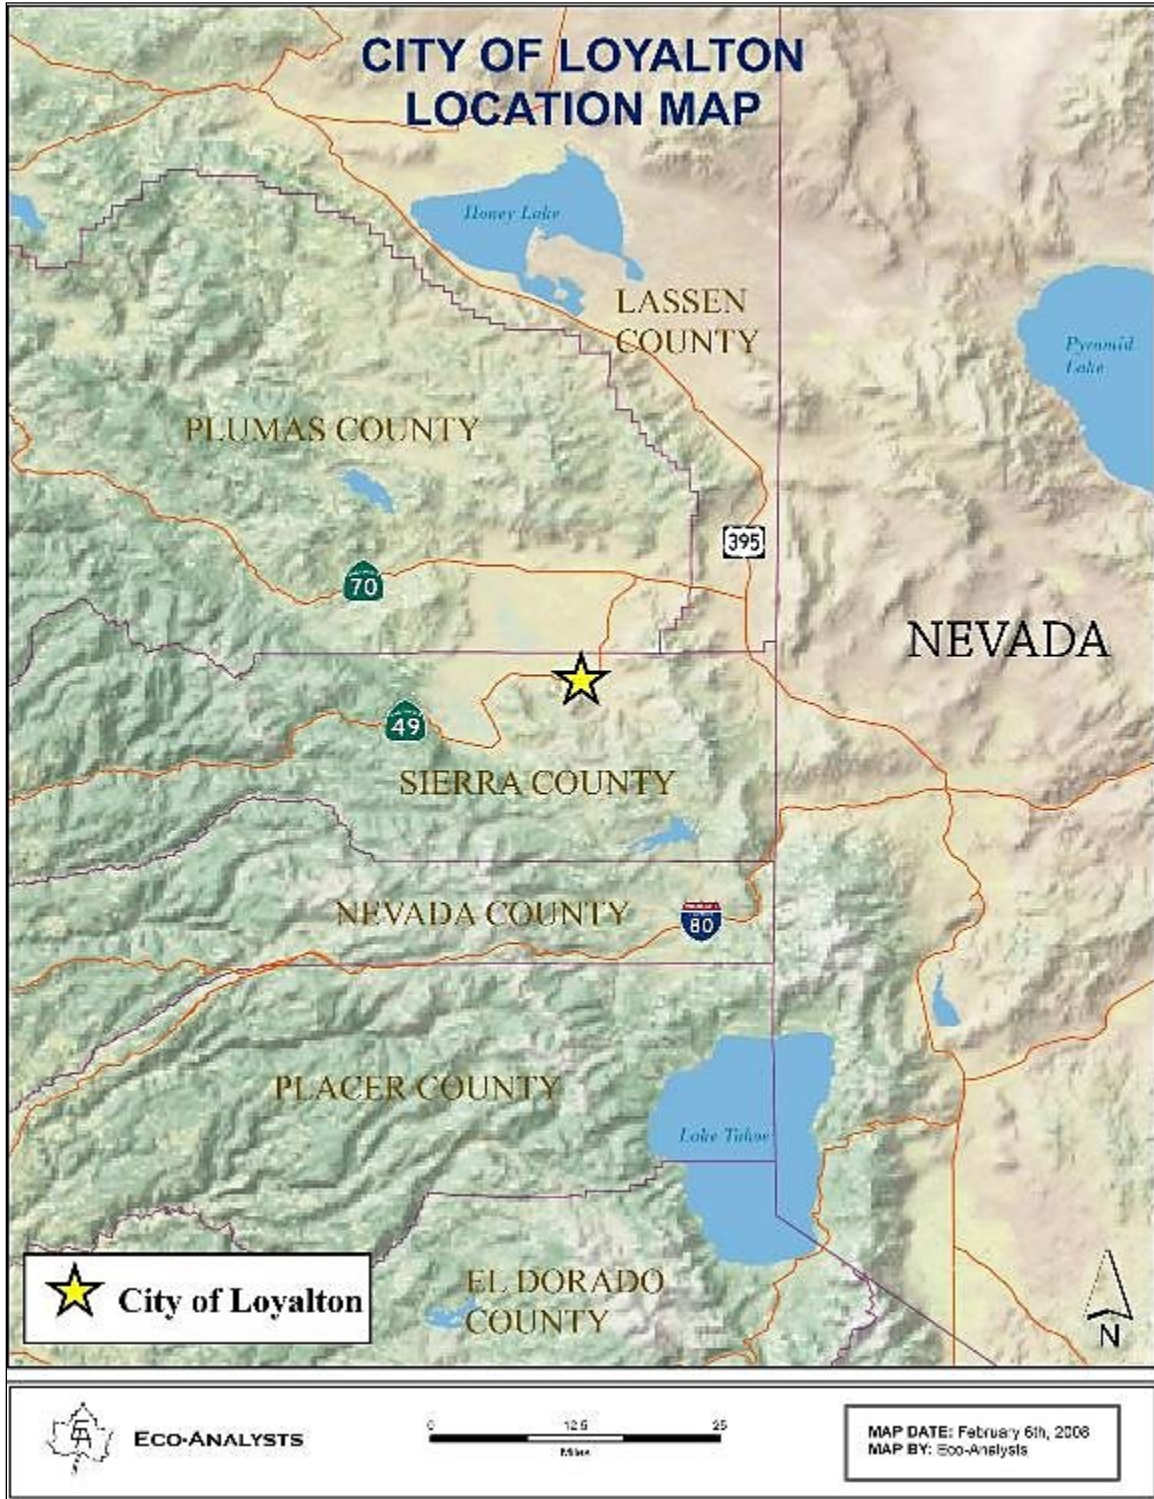 CITY OF LOYALTON
LOCATION MAP
Honey Lake
LASSEN
COUNTY
Pyramid
Lake
PLUMAS COUNTY
395
70
NEVADA
49
SIERRA COUNTY
NEVADA COUNTY
80
PLACER COUNTY
Lake Tahoe
EL DORADO
COUNTY
City of Loyalton
N
ECO-ANALYSTS
0 12.5 25
Miles
MAP DATE: February 6th, 2008
MAP BY: Eco-Analysts